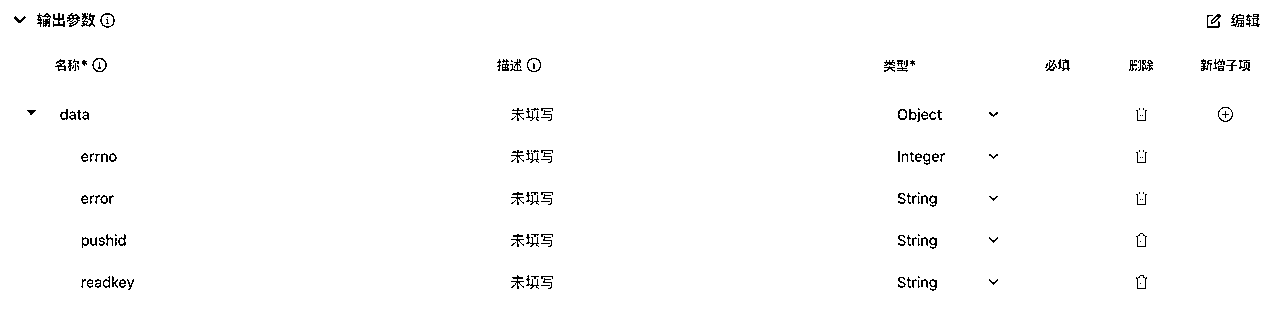 输出参数 编辑
名称* 描述 类型* 必填 删除 新增子项
data 未填写 Object
errno 未填写 Integer
error 未填写 String
pushid 未填写 String
readkey 未填写 String